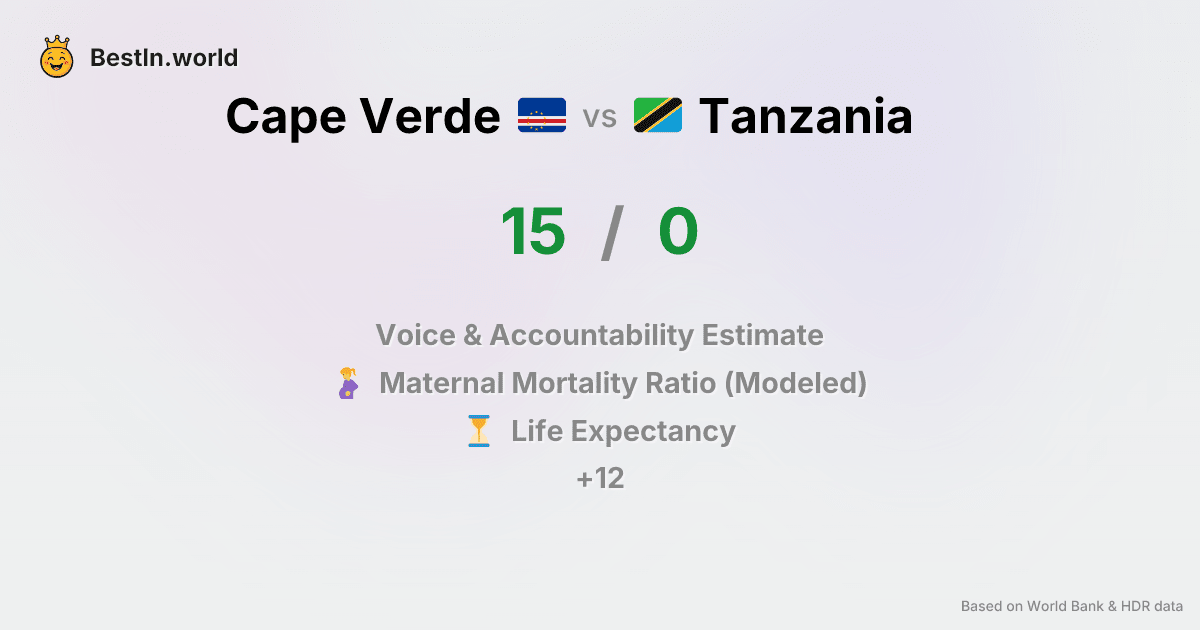 BestIn.world
Cape Verde vs Tanzania
15 / 0
Voice & Accountability Estimate
Maternal Mortality Ratio (Modeled)
Life Expectancy
+12
Based on World Bank & HDR data